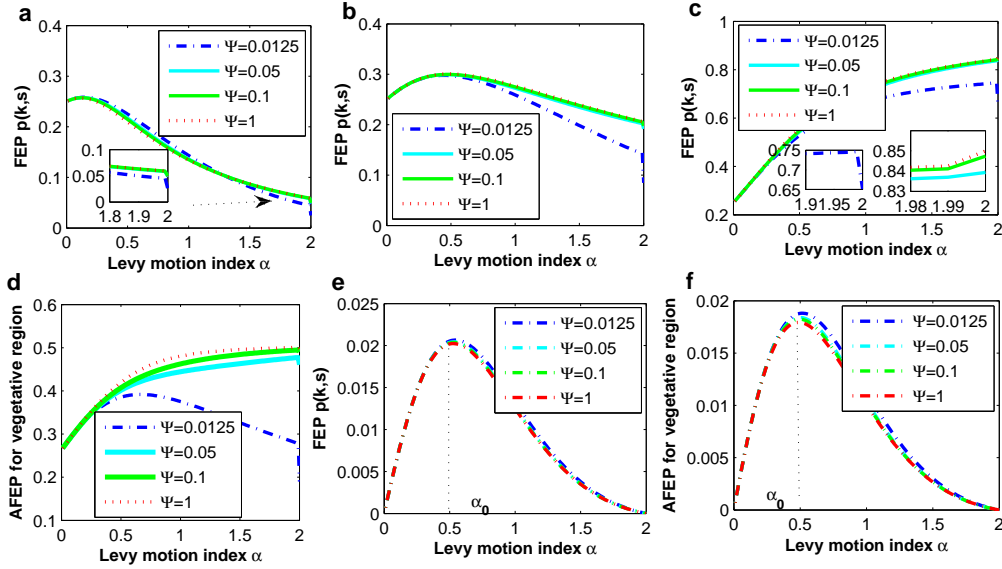 a
FEP p(k,s)
0.4
0.3
0.2
0.1
0
Ψ=0.0125
Ψ=0.05
Ψ=0.1
Ψ=1
0.1
0.05
0
1.8 1.9 2
0 0.5 1 1.5 2
Levy motion index α
b
FEP p(k,s)
0.4
0.3
0.2
0.1
0
Ψ=0.0125
Ψ=0.05
Ψ=0.1
Ψ=1
0 0.5 1 1.5 2
Levy motion index α
c
FEP p(k,s)
1
0.8
0.6
0.4
0.2
Ψ=0.0125
Ψ=0.05
Ψ=0.1
Ψ=1
0.75
0.7
0.65
1.91 1.95 2
0.85
0.84
0.83
1.98 1.99 2
0 0.5 1 1.5 2
Levy motion index α
d
AFEP for vegetative region
0.6
0.5
0.4
0.3
0.2
0.1
Ψ=0.0125
Ψ=0.05
Ψ=0.1
Ψ=1
0 0.5 1 1.5 2
Levy motion index α
e
FEP p(k,s)
0.025
0.02
0.015
0.01
0.005
0
Ψ=0.0125
Ψ=0.05
Ψ=0.1
Ψ=1
α0
0 0.5 1 1.5 2
Levy motion index α
f
AFEP for vegetative region
0.02
0.015
0.01
0.005
0
Ψ=0.0125
Ψ=0.05
Ψ=0.1
Ψ=1
α0
0 0.5 1 1.5 2
Levy motion index α